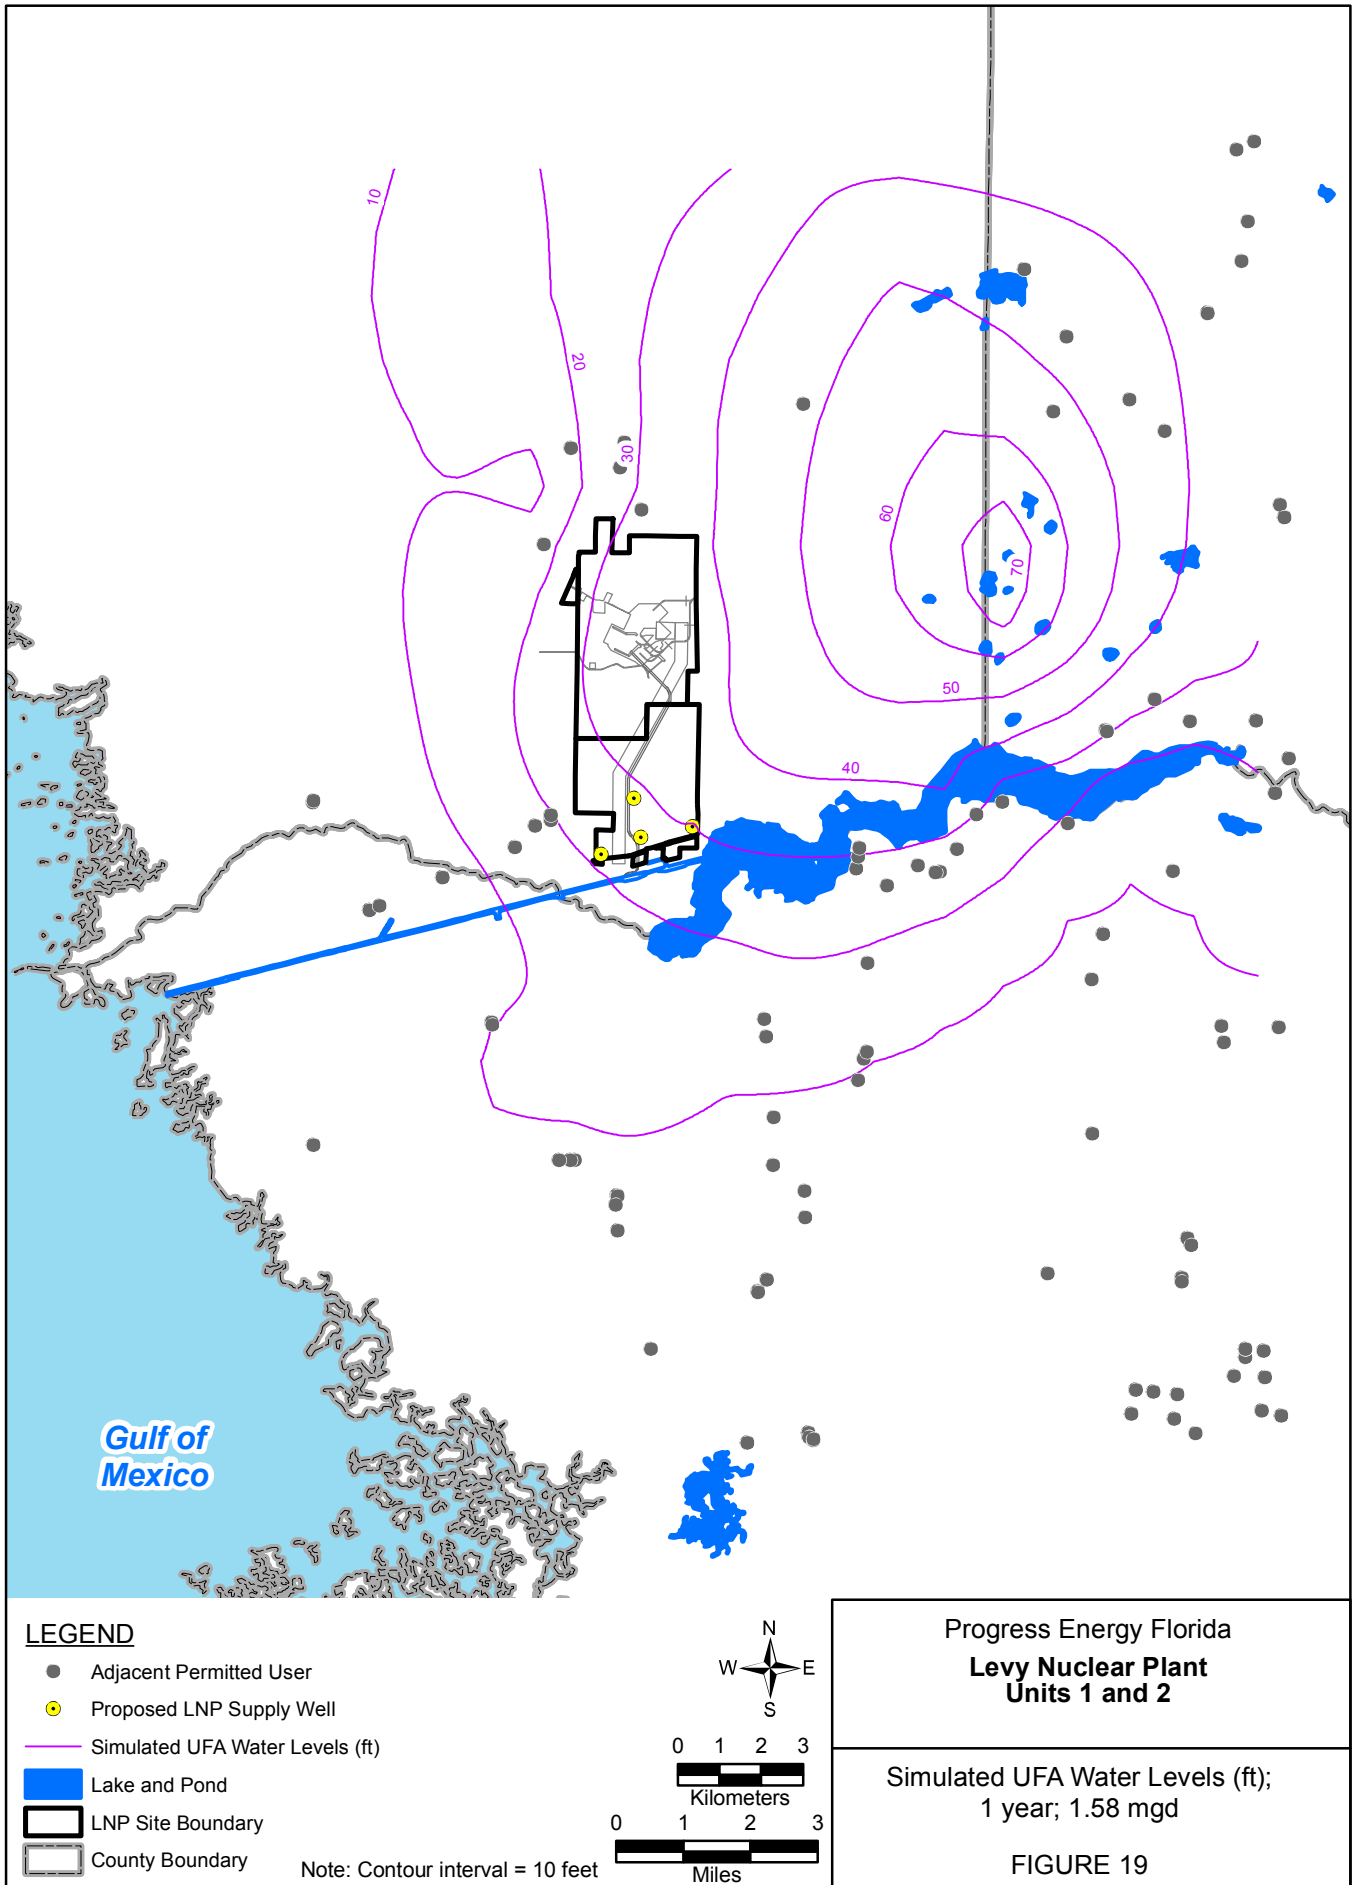 10
20
30
60
70
50
40
Gulf of
Mexico
LEGEND
Adjacent Permitted User
Proposed LNP Supply Well
Simulated UFA Water Levels (ft)
Lake and Pond
LNP Site Boundary
County Boundary
Note: Contour interval = 10 feet
N
W E
S
0 1 2 3
Kilometers
0 1 2 3
Miles
Progress Energy Florida
Levy Nuclear Plant
Units 1 and 2
Simulated UFA Water Levels (ft);
1 year; 1.58 mgd
FIGURE 19